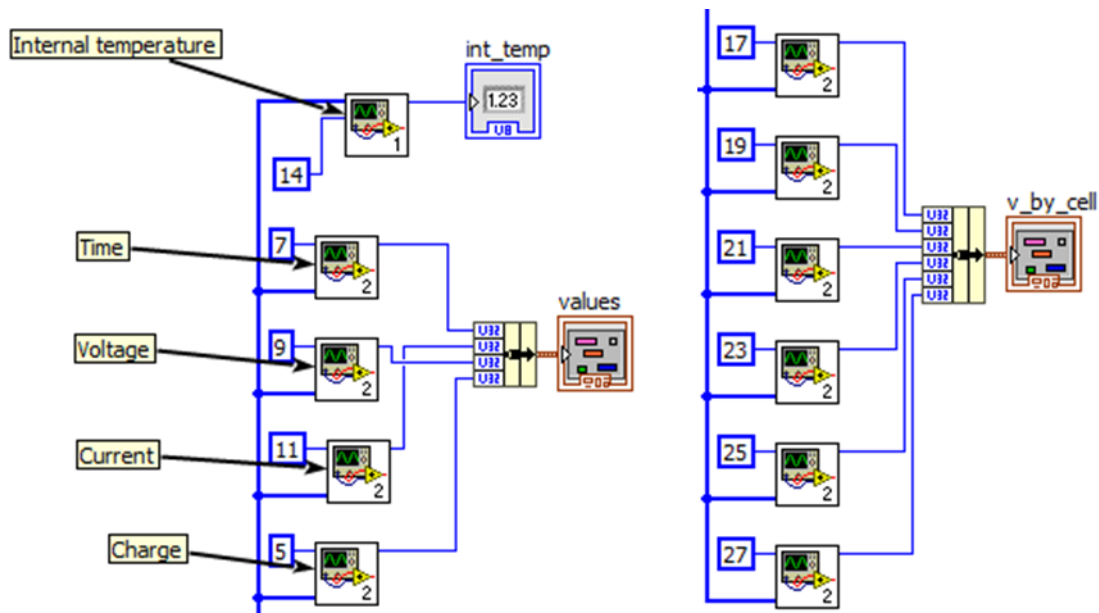 Internal temperature
int_temp
1.23
U8
1
14
Time
7
2
values
Voltage
9
2
U32
U32
U32
U32
Current
11
2
Charge
5
2
17
2
19
2
v_by_cell
21
2
U32
U32
U32
U32
U32
U32
23
2
25
2
27
2